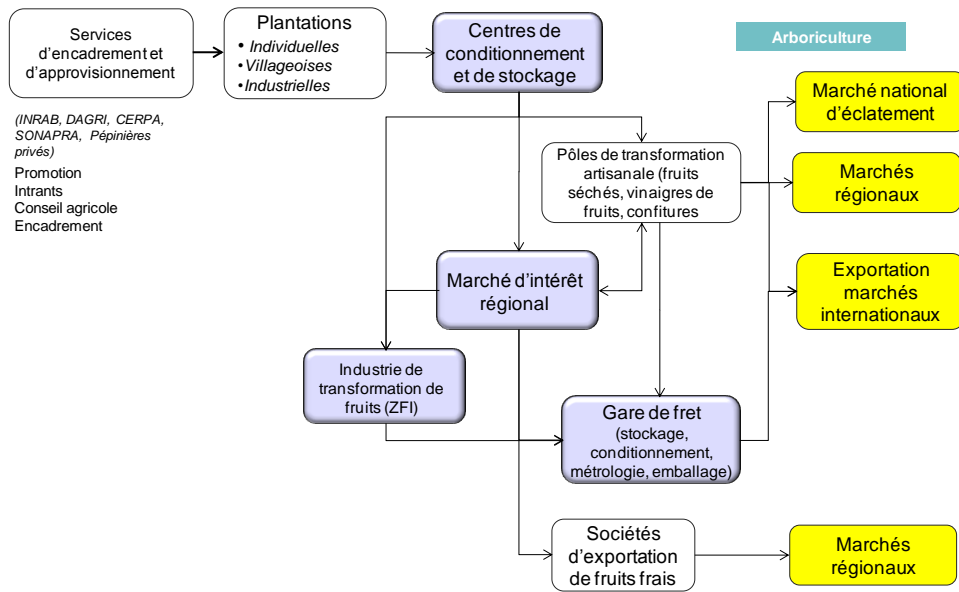 Services
d'encadrement et
d'approvisionnement
Plantations
• Individuelles
•Villageoises
•Industrielles
Centres de
conditionnement
et de stockage
Arboriculture
(INRAB, DAGRI, CERPA,
SONAPRA, Pépinières
privés)
Promotion
Intrants
Conseil agricole
Encadrement
Marché national
d'éclatement
Pôles de transformation
artisanale (fruits
séchés, vinaigres de
fruits, confitures
Marchés
régionaux
Marché d'intérêt
régional
Exportation
marchés
internationaux
Industrie de
transformation de
fruits (ZFI)
Gare de fret
(stockage,
conditionnement,
métrologie, emballage)
Sociétés
d'exportation
de fruits frais
Marchés
régionaux